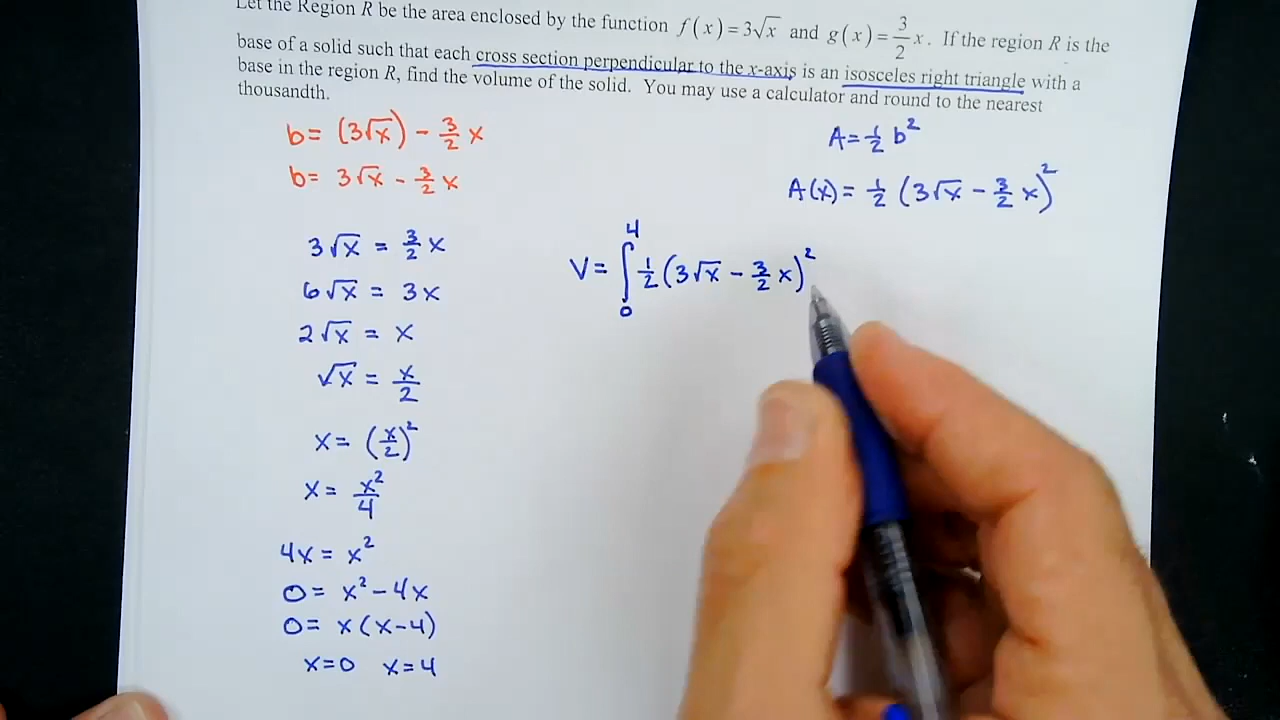 Let the Region R be the area enclosed by the function f(x) = 3√x and g(x) = 3/2 x. If the region R is the
base of a solid such that each cross section perpendicular to the x-axis is an isosceles right triangle with a
base in the region R, find the volume of the solid. You may use a calculator and round to the nearest
thousandth.
b = (3√x) - 3/2 x
b = 3√x - 3/2 x
3√x = 3/2 x
6√x = 3x
2√x = x
√x = x/2
x = (x/2)²
x = x²/4
4x = x²
0 = x² - 4x
0 = x(x-4)
x=0 x=4
A = 1/2 b²
A(x) = 1/2 (3√x - 3/2 x)²
V = ∫₀⁴ 1/2 (3√x - 3/2 x)²